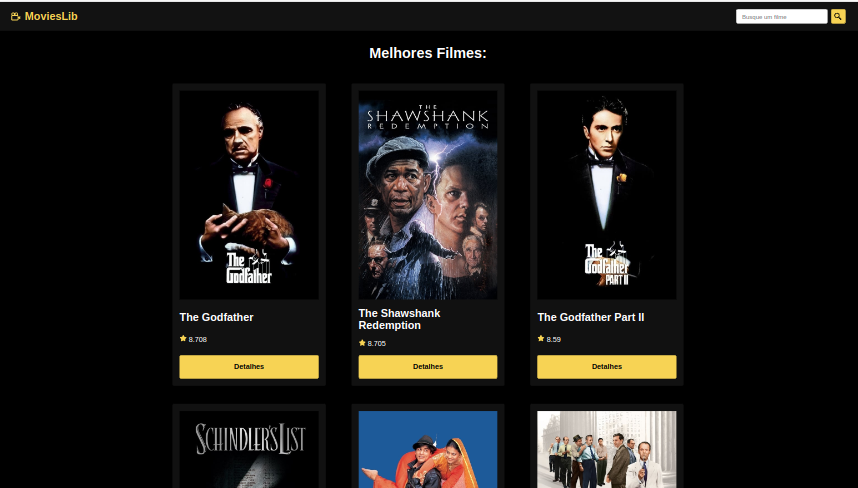 MoviesLib
Busque um filme
Melhores Filmes:
The
Godfather
THE
SHAWSHANK
REDEMPTION
The
Godfather
PART II
The Godfather
8.708
Detalhes
The Shawshank
Redemption
8.705
Detalhes
The Godfather Part II
8.59
Detalhes
SCHINDLER'S LIST